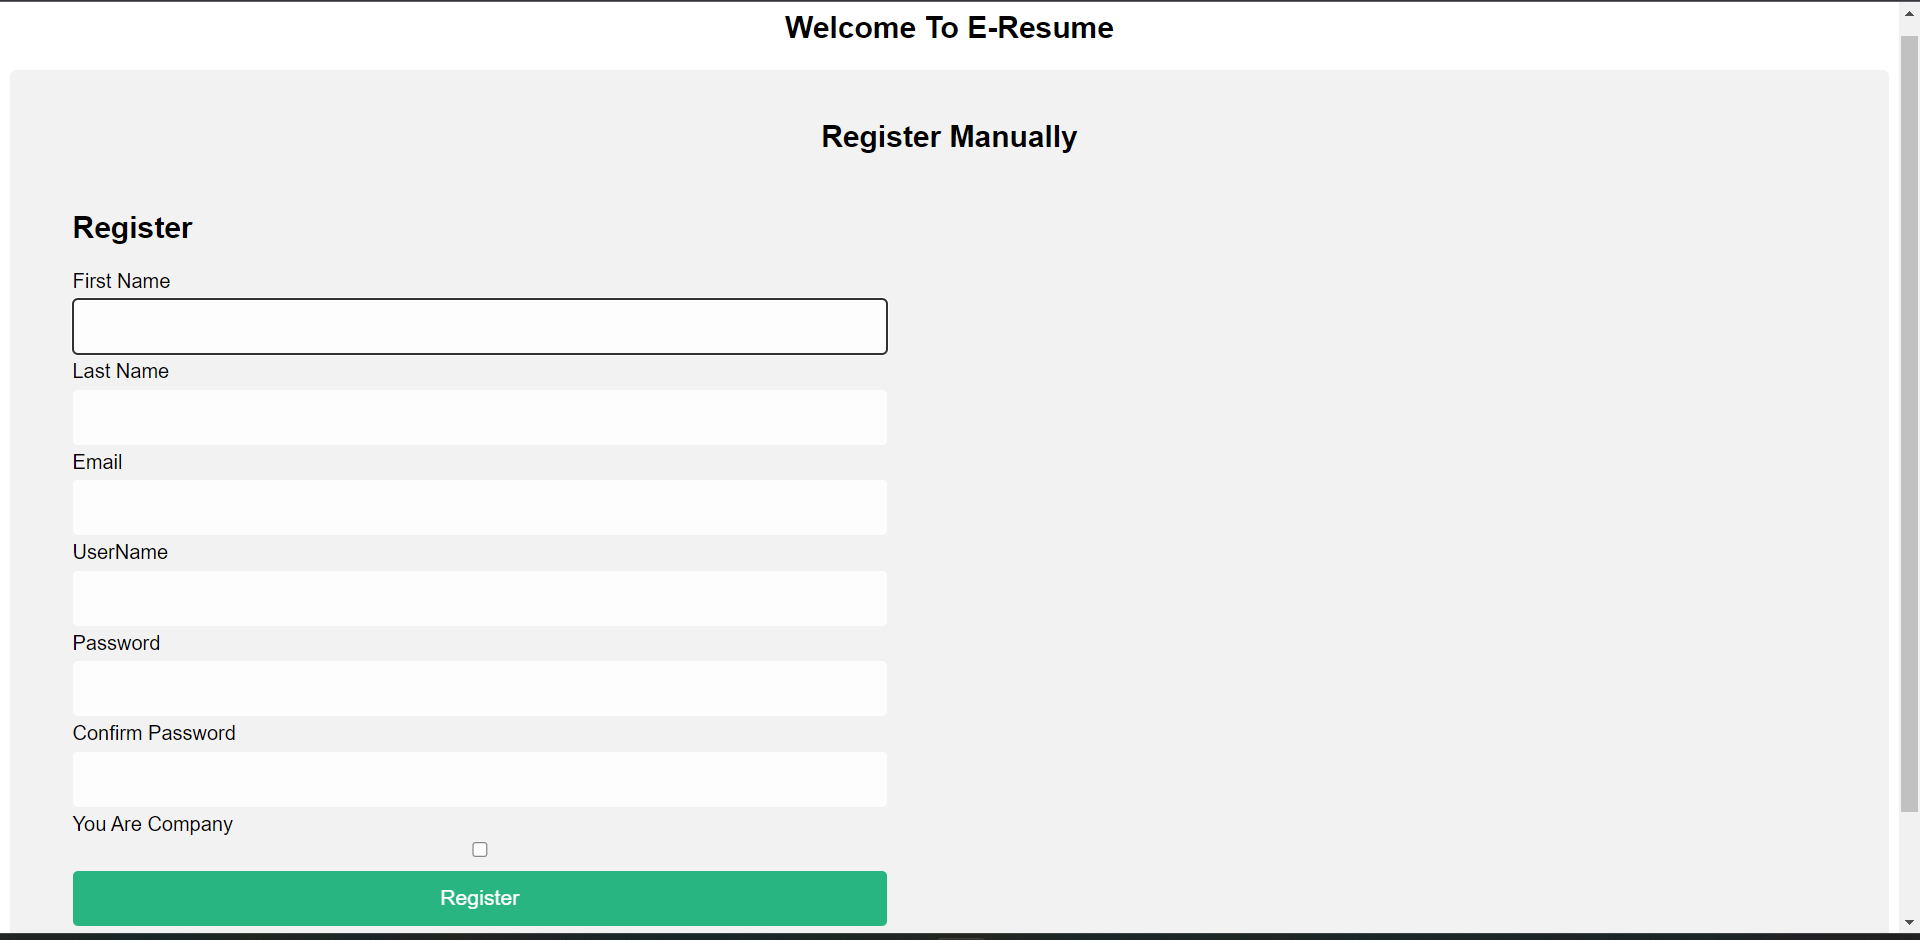 Welcome To E-Resume
Register Manually
Register
First Name
Last Name
Email
UserName
Password
Confirm Password
You Are Company
Register